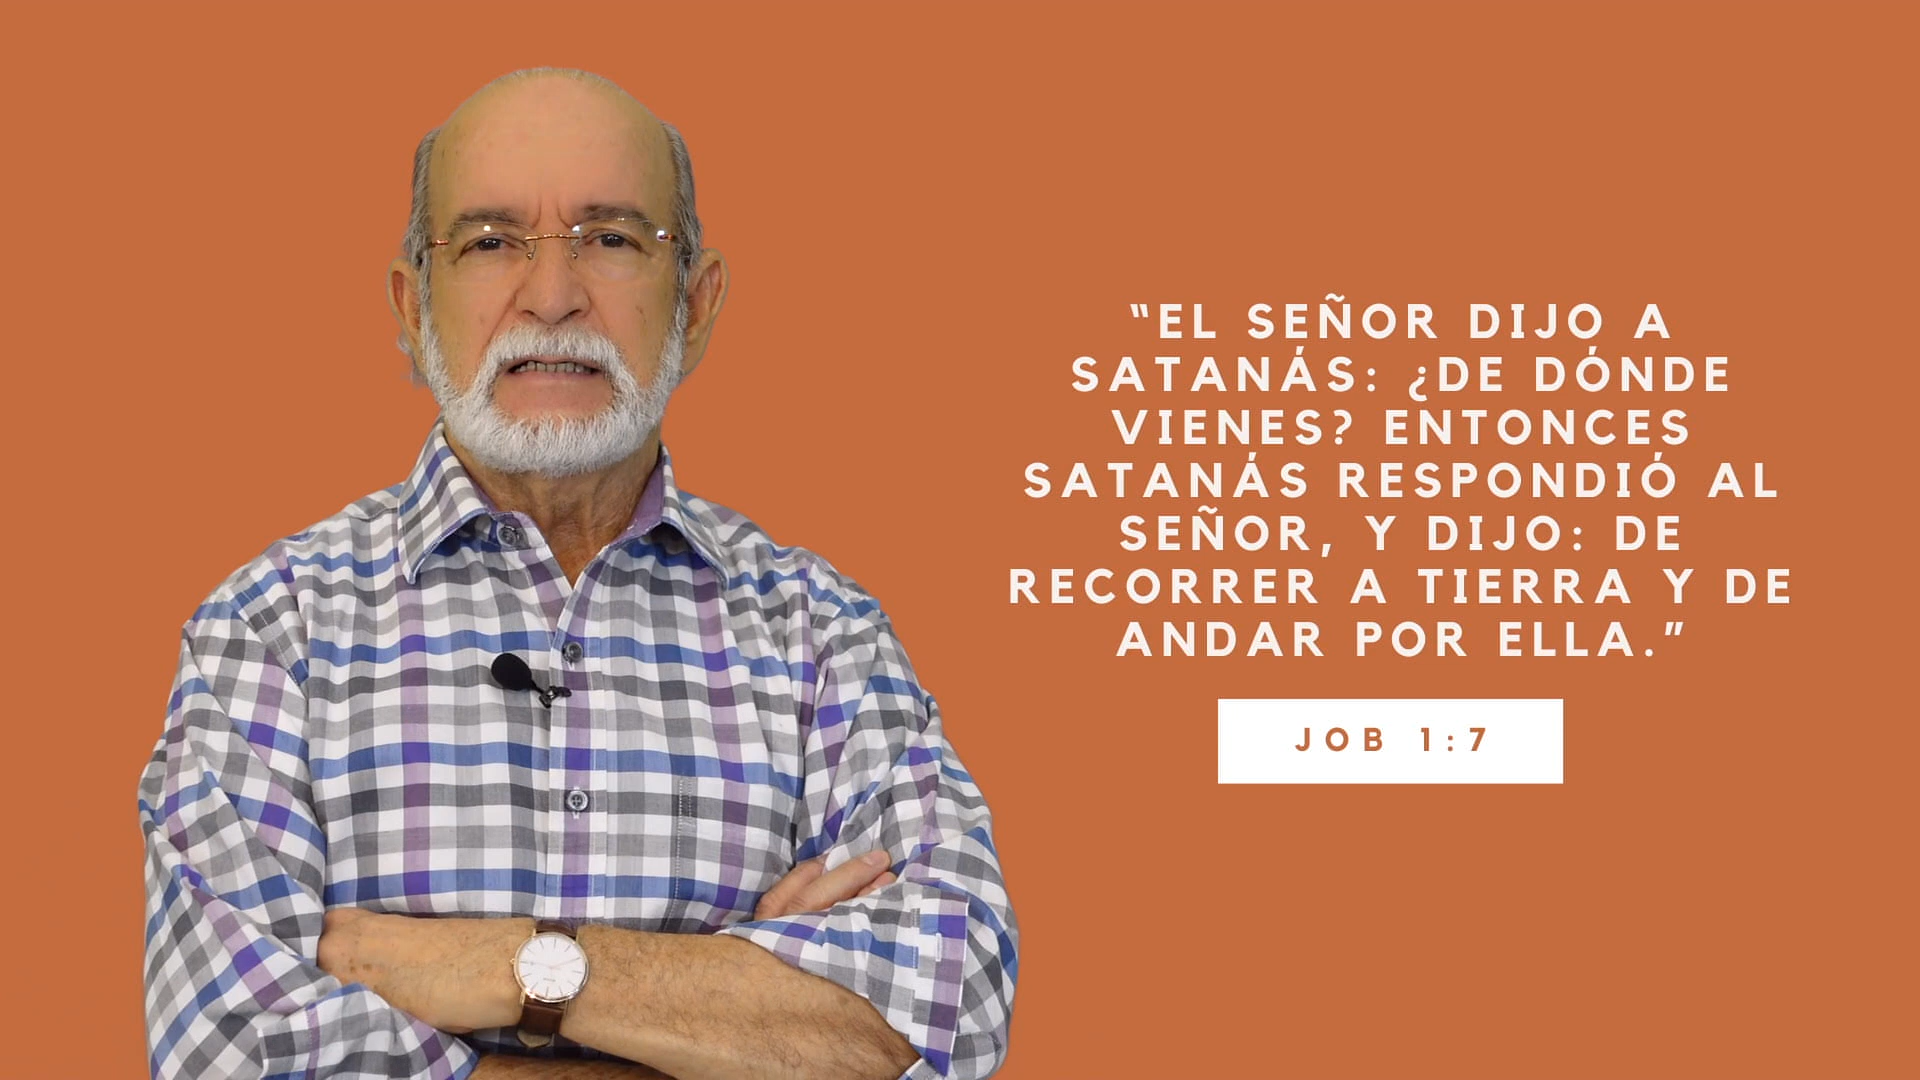 “EL SEÑOR DIJO A
SATANÁS: ¿DE DÓNDE
VIENES? ENTONCES
SATANÁS RESPONDIÓ AL
SEÑOR, Y DIJO: DE
RECORRER A TIERRA Y DE
ANDAR POR ELLA.”
JOB 1:7